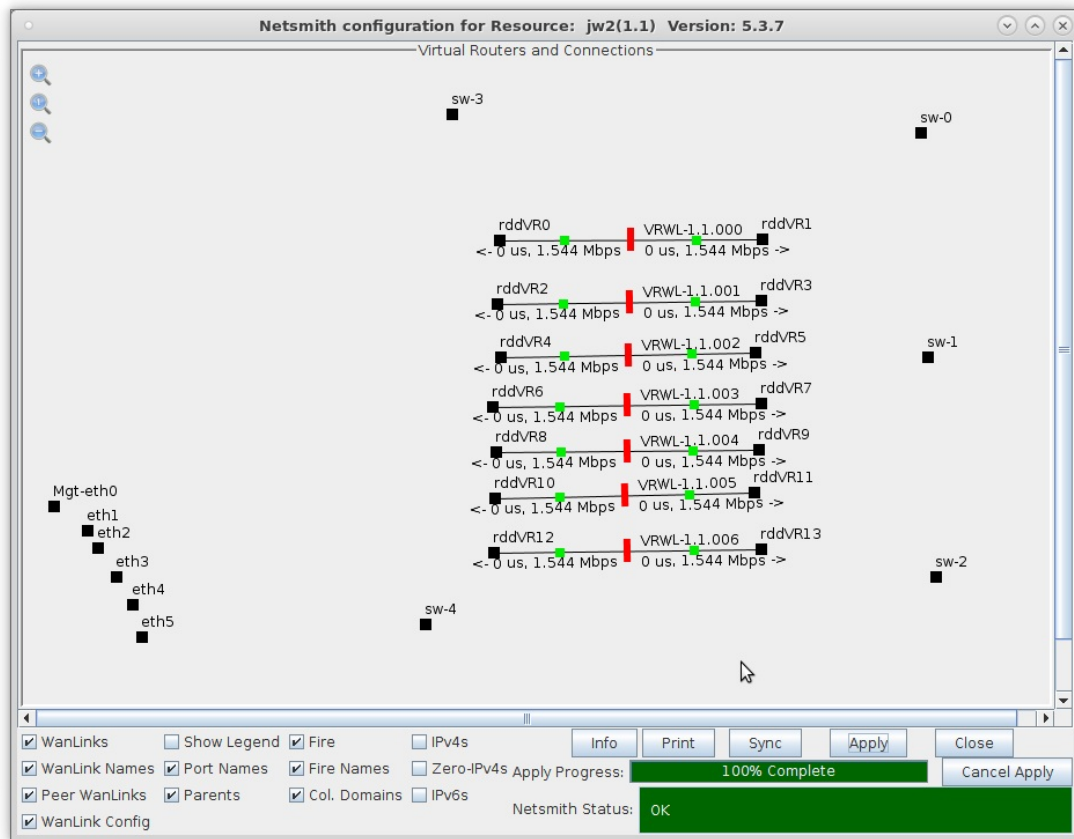 Netsmith configuration for Resource: jw2(1.1) Version: 5.3.7
Virtual Routers and Connections
sw-3
sw-0
rddVR0 VRWL-1.1.000 rddVR1
<- 0 us, 1.544 Mbps 0 us, 1.544 Mbps ->
rddVR2 VRWL-1.1.001 rddVR3
<- 0 us, 1.544 Mbps 0 us, 1.544 Mbps ->
rddVR4 VRWL-1.1.002 rddVR5
<- 0 us, 1.544 Mbps 0 us, 1.544 Mbps ->
sw-1
rddVR6 VRWL-1.1.003 rddVR7
<- 0 us, 1.544 Mbps 0 us, 1.544 Mbps ->
rddVR8 VRWL-1.1.004 rddVR9
<- 0 us, 1.544 Mbps 0 us, 1.544 Mbps ->
rddVR10 VRWL-1.1.005 rddVR11
<- 0 us, 1.544 Mbps 0 us, 1.544 Mbps ->
rddVR12 VRWL-1.1.006 rddVR13
<- 0 us, 1.544 Mbps 0 us, 1.544 Mbps ->
Mgt-eth0
eth1
eth2
eth3
eth4
eth5
sw-2
sw-4
WanLinks Show Legend Fire IPv4s Info Print Sync Apply Close
WanLink Names Port Names Fire Names Zero-IPv4s Apply Progress: 100% Complete Cancel Apply
Peer WanLinks Parents Col. Domains IPv6s Netsmith Status: OK
WanLink Config